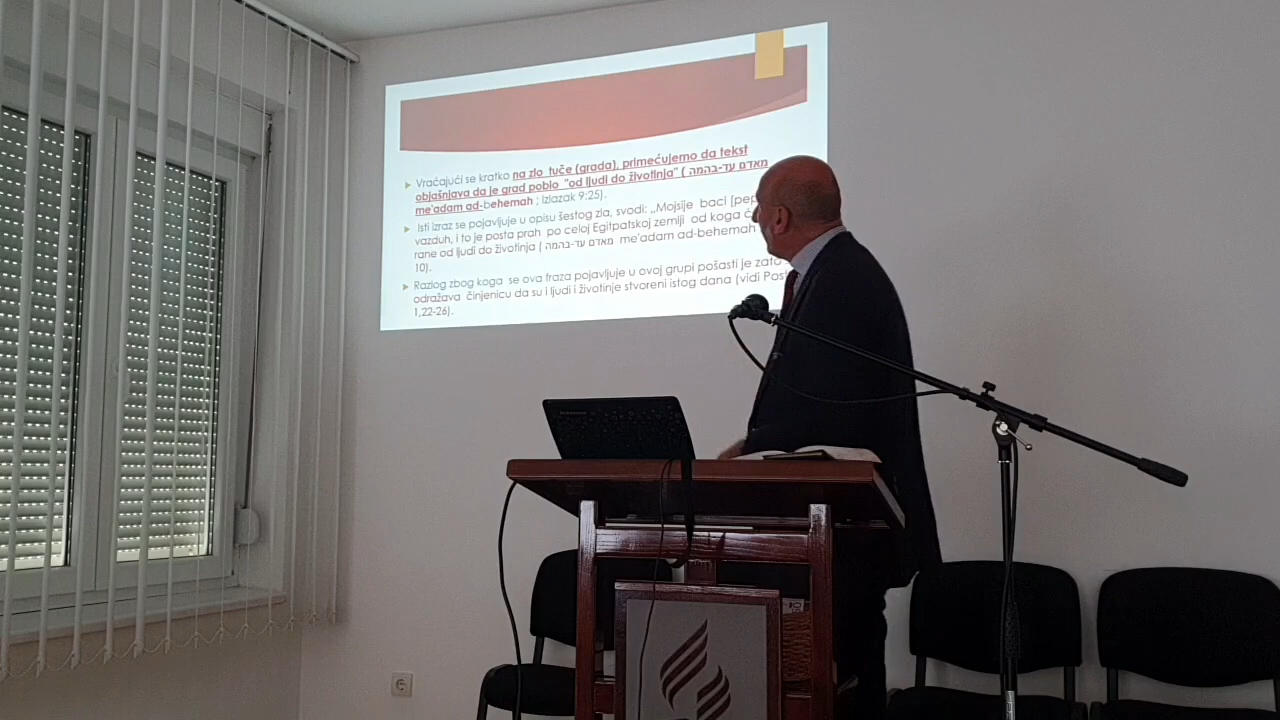 Vraćajući se kratko na zlo tuče (grada), primećujemo da tekst
objašnjava da je grad pobio "od ljudi do životinja" ( מאדם עד-בהמה
me'adam ad-behemah ; Izlazak 9:25).
Isti izraz se pojavljuje u opisu šestog zla, svodi: „Mojsije baci [pep
vazduh, i to je posta prah po celoj Egitpatskoj zemlji od koga
rane od ljudi do životinja ( מאדם עד-בהמה me'adam ad-behemah
10).
Razlog zbog koga se ova fraza pojavljuje u ovoj grupi pošasti je zato
odražava činjenicu da su i ljudi i životinje stvoreni istog dana (vidi Post
1,22-26).